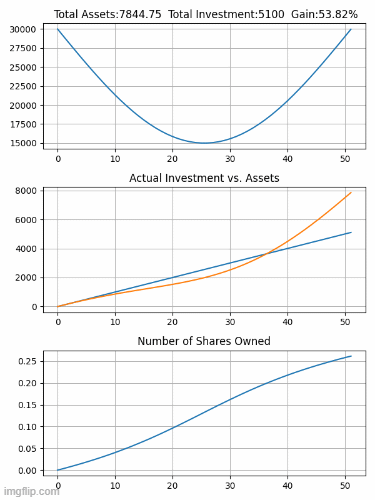 Total Assets:7844.75  Total Investment:5100  Gain:53.82%
30000
27500
25000
22500
20000
17500
15000
0 10 20 30 40 50
Actual Investment vs. Assets
8000
6000
4000
2000
0
0 10 20 30 40 50
Number of Shares Owned
0.25
0.20
0.15
0.10
0.05
0.00
0 10 20 30 40 50
imgflip.com